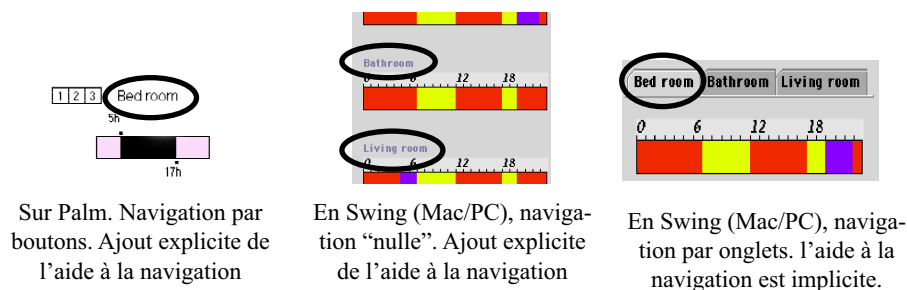 1 2 3 Bed room
5h
17h
Sur Palm. Navigation par
boutons. Ajout explicite de
l’aide à la navigation
Bathroom
0 6 12 18
Living room
0 6 12 18
En Swing (Mac/PC), naviga-
tion “nulle”. Ajout explicite
de l’aide à la navigation
Bed room Bathroom Living room
0 6 12 18
En Swing (Mac/PC), naviga-
tion par onglets. l’aide à la
navigation est implicite.